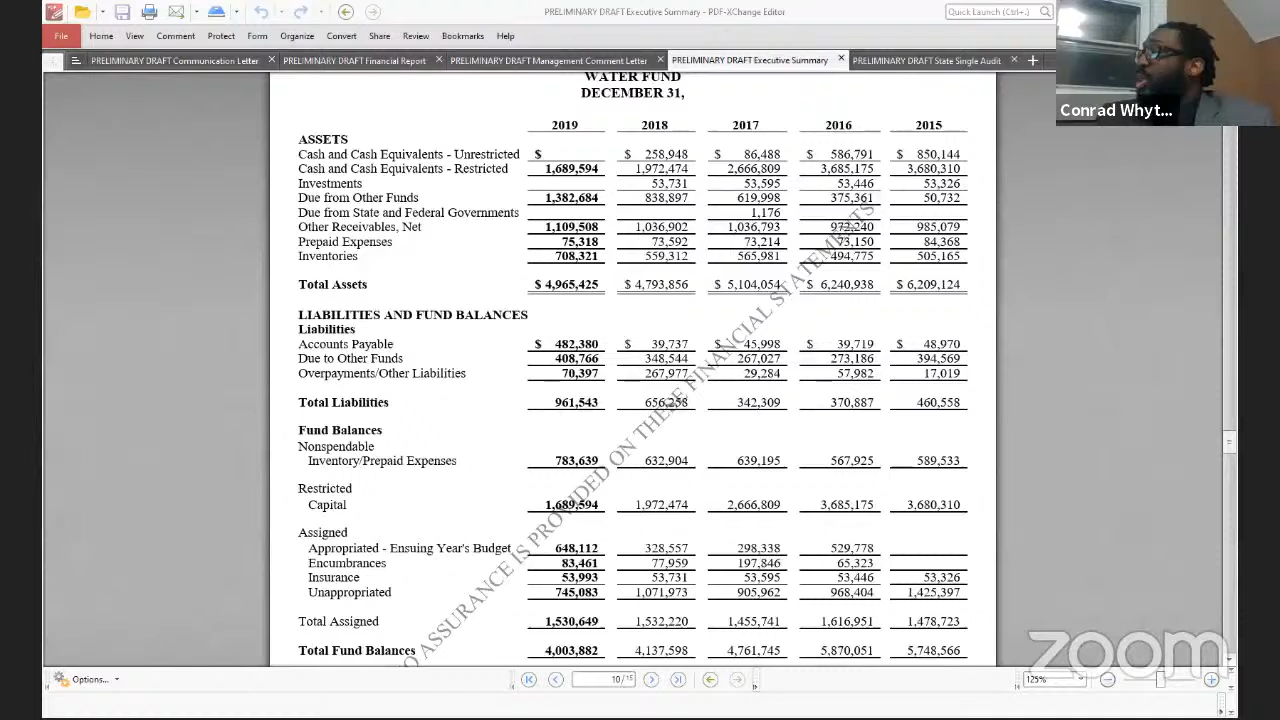 PRELIMINARY DRAFT Executive Summary - PDF-XChange Editor
Quick Launch (Ctrl+.)
File Home View Comment Protect Form Organize Convert Share Review Bookmarks Help
PRELIMINARY DRAFT Communication Letter × PRELIMINARY DRAFT Financial Report × PRELIMINARY DRAFT Management Comment Letter × PRELIMINARY DRAFT Executive Summary × PRELIMINARY DRAFT State Single Audit ×
Conrad Whyt...
WATER FUND
DECEMBER 31,
2019 2018 2017 2016 2015
ASSETS
Cash and Cash Equivalents - Unrestricted $ $ 258,948 $ 86,488 $ 586,791 $ 850,144
Cash and Cash Equivalents - Restricted 1,689,594 1,972,474 2,666,809 3,685,175 3,680,310
Investments 53,731 53,595 53,446 53,326
Due from Other Funds 1,382,684 838,897 619,998 375,361 50,732
Due from State and Federal Governments 1,176
Other Receivables, Net 1,109,508 1,036,902 1,036,793 972,240 985,079
Prepaid Expenses 75,318 73,592 73,214 73,150 84,368
Inventories 708,321 559,312 565,981 494,775 505,165
Total Assets $ 4,965,425 $ 4,793,856 $ 5,104,054 $ 6,240,938 $ 6,209,124
LIABILITIES AND FUND BALANCES
Liabilities
Accounts Payable $ 482,380 $ 39,737 $ 45,998 $ 39,719 $ 48,970
Due to Other Funds 408,766 348,544 267,027 273,186 394,569
Overpayments/Other Liabilities 70,397 267,977 29,284 57,982 17,019
Total Liabilities 961,543 656,258 342,309 370,887 460,558
Fund Balances
Nonspendable
Inventory/Prepaid Expenses 783,639 632,904 639,195 567,925 589,533
Restricted
Capital 1,689,594 1,972,474 2,666,809 3,685,175 3,680,310
Assigned
Appropriated - Ensuing Year's Budget 648,112 328,557 298,338 529,778
Encumbrances 83,461 77,959 197,846 65,323
Insurance 53,993 53,731 53,595 53,446 53,326
Unappropriated 745,083 1,071,973 905,962 968,404 1,425,397
Total Assigned 1,530,649 1,532,220 1,455,741 1,616,951 1,478,723
Total Fund Balances 4,003,882 4,137,598 4,761,745 5,870,051 5,748,566
O ASSURANCE IS PROVIDED ON THESE FINANCIAL STATEMENTS
zoom
Options... 10 / 15 125%